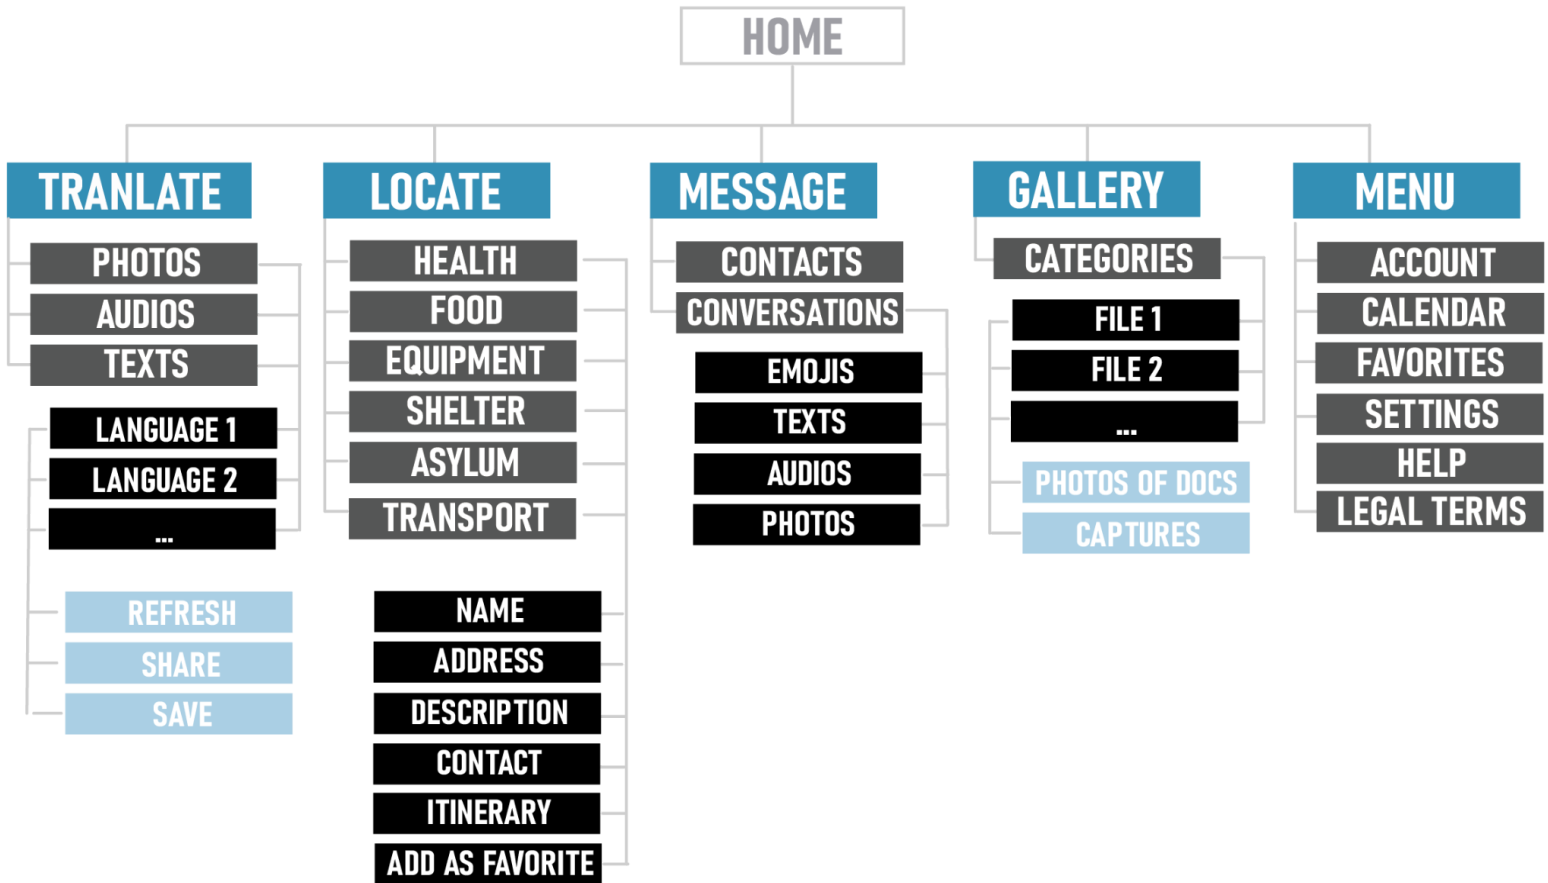 HOME
TRANLATE
PHOTOS
AUDIOS
TEXTS
LANGUAGE 1
LANGUAGE 2
...
REFRESH
SHARE
SAVE
LOCATE
HEALTH
FOOD
EQUIPMENT
SHELTER
ASYLUM
TRANSPORT
NAME
ADDRESS
DESCRIPTION
CONTACT
ITINERARY
ADD AS FAVORITE
MESSAGE
CONTACTS
CONVERSATIONS
EMOJIS
TEXTS
AUDIOS
PHOTOS
GALLERY
CATEGORIES
FILE 1
FILE 2
...
PHOTOS OF DOCS
CAPTURES
MENU
ACCOUNT
CALENDAR
FAVORITES
SETTINGS
HELP
LEGAL TERMS